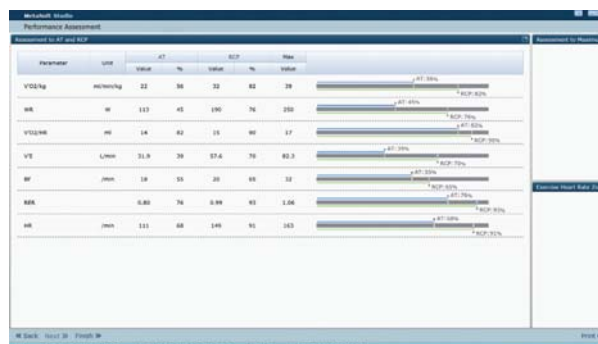 MetaSoft Studio
Performance Assessment
Assessment to AT and RCP
Assessment to Maximum
Parameter Unit AT RCP Max
Value % Value % Value
V'O2/kg ml/min/kg 22 56 32 82 39
AT: 56%
RCP: 82%
WR W 113 45 190 76 250
AT: 45%
RCP: 76%
V'O2/HR ml 14 82 15 90 17
AT: 82%
RCP: 90%
V'E L/min 31.9 39 57.6 70 82.3
AT: 39%
RCP: 70%
BF /min 18 55 20 65 32
AT: 55%
RCP: 65%
RER 0.80 76 0.99 93 1.06
AT: 76%
RCP: 93%
HR /min 111 68 149 91 163
AT: 68%
RCP: 91%
Exercise Heart Rate
Back Next Finish
Print